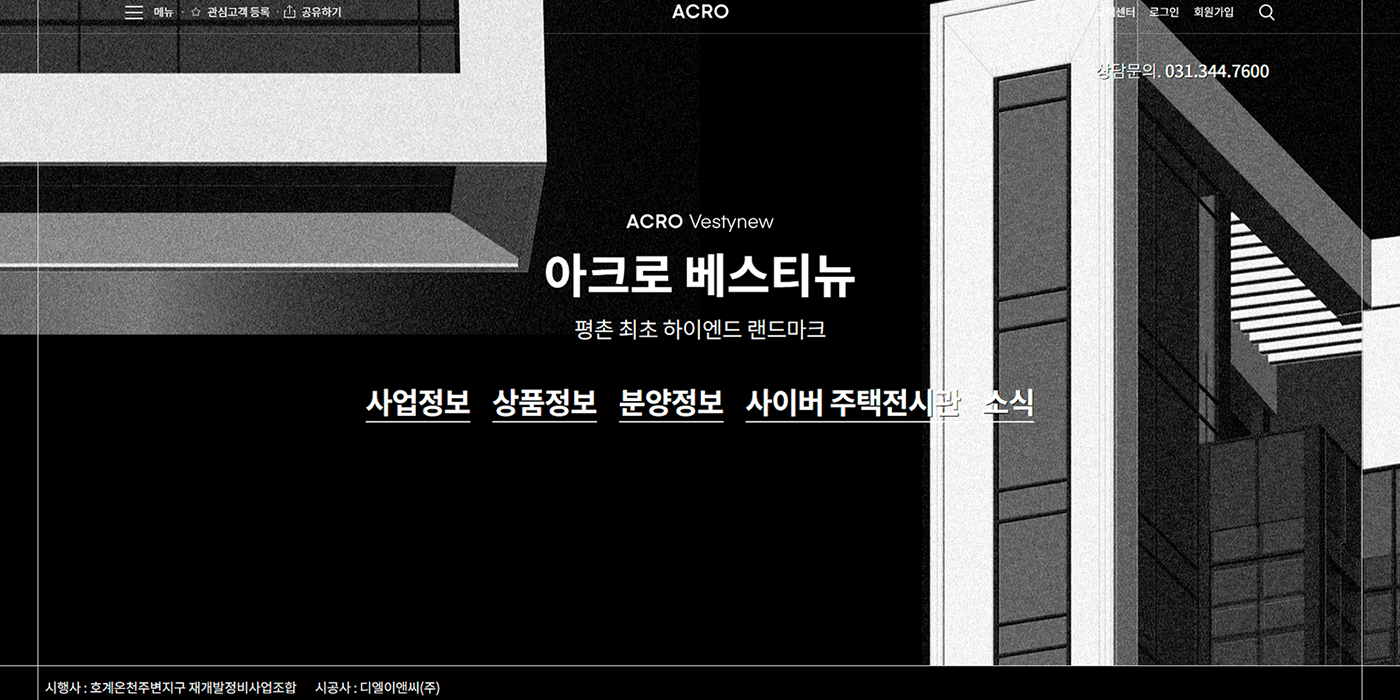 메뉴 · ☆ 관심고객 등록 · 공유하기
ACRO
센터 로그인 회원가입
상담문의. 031.344.7600
ACRO Vestynew
아크로 베스티뉴
평촌 최초 하이엔드 랜드마크
사업정보 상품정보 분양정보 사이버 주택전시관 소식
시행사 : 호계온천주변지구 재개발정비사업조합 시공사 : 디엘이앤씨(주)